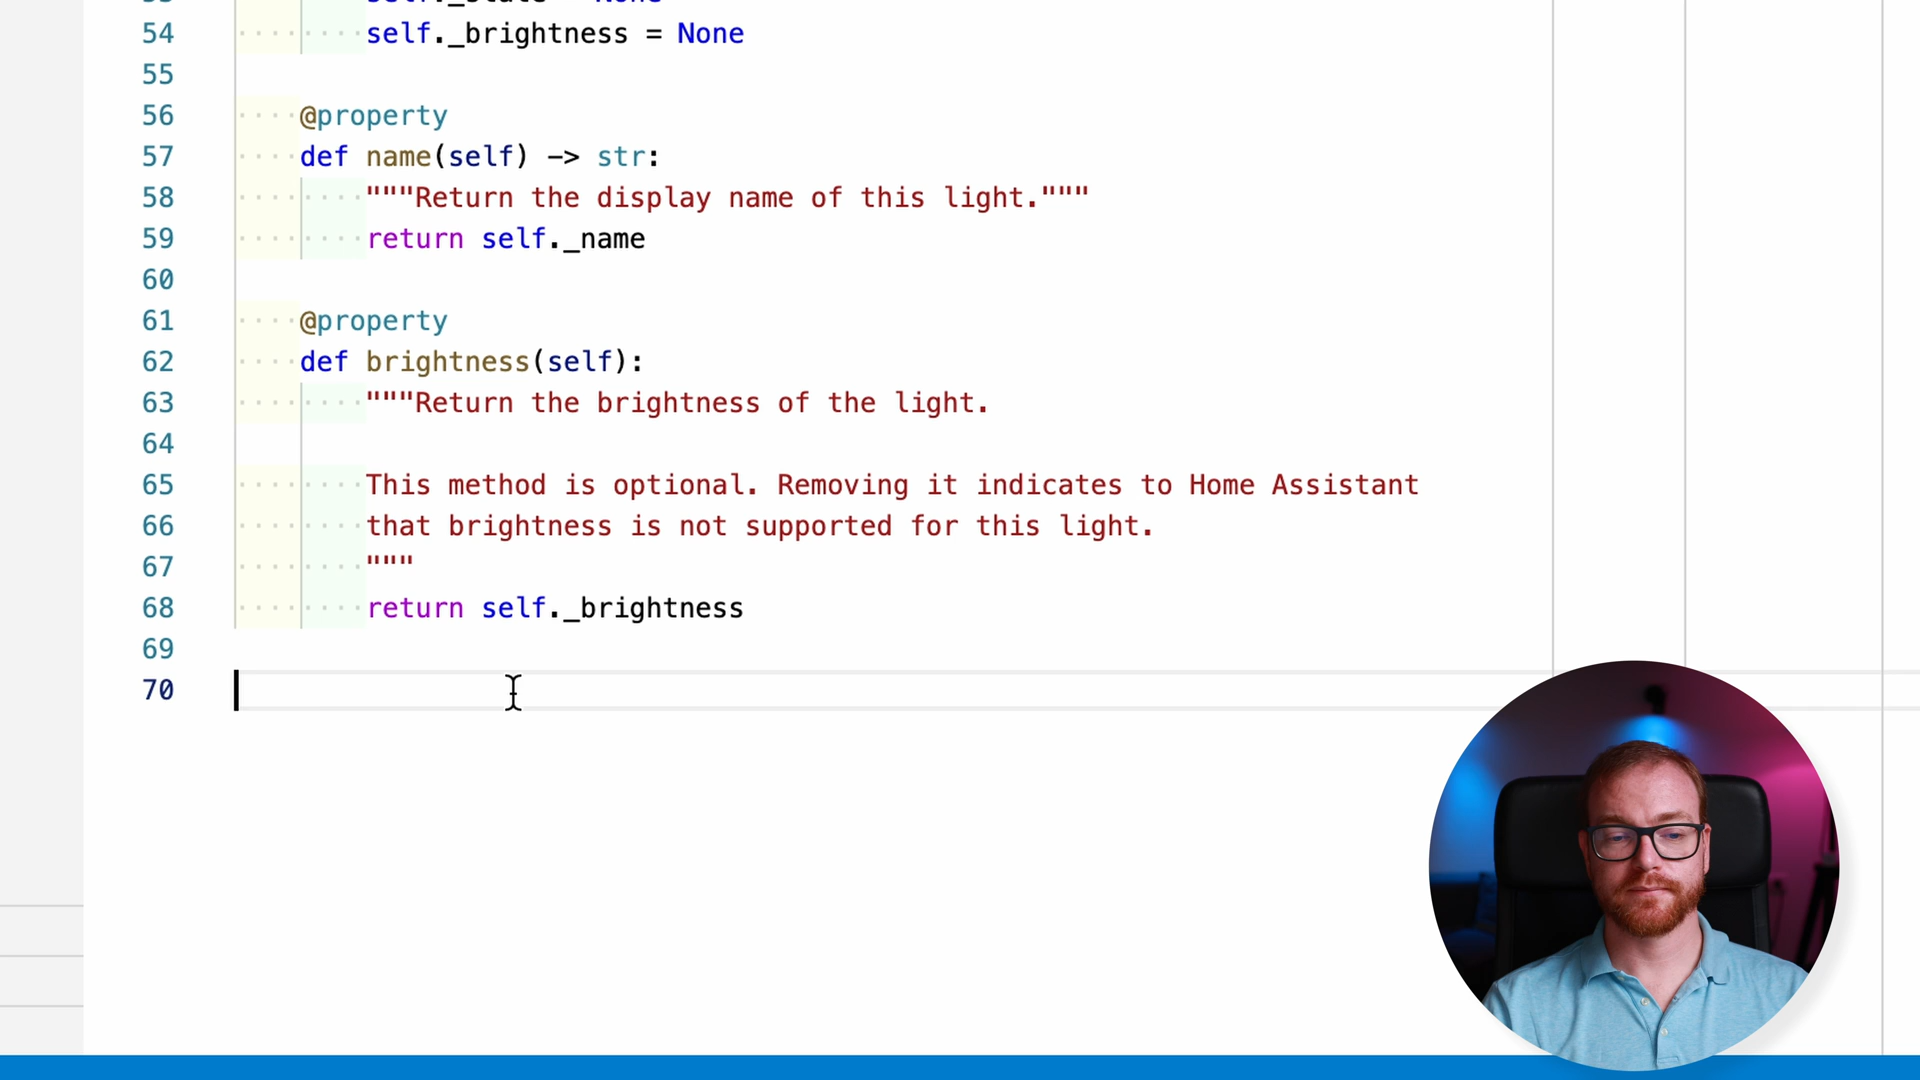 54 self._brightness = None
55
56 @property
57 def name(self) -> str:
58 """Return the display name of this light."""
59 return self._name
60
61 @property
62 def brightness(self):
63 """Return the brightness of the light.
64
65 This method is optional. Removing it indicates to Home Assistant
66 that brightness is not supported for this light.
67 """
68 return self._brightness
69
70